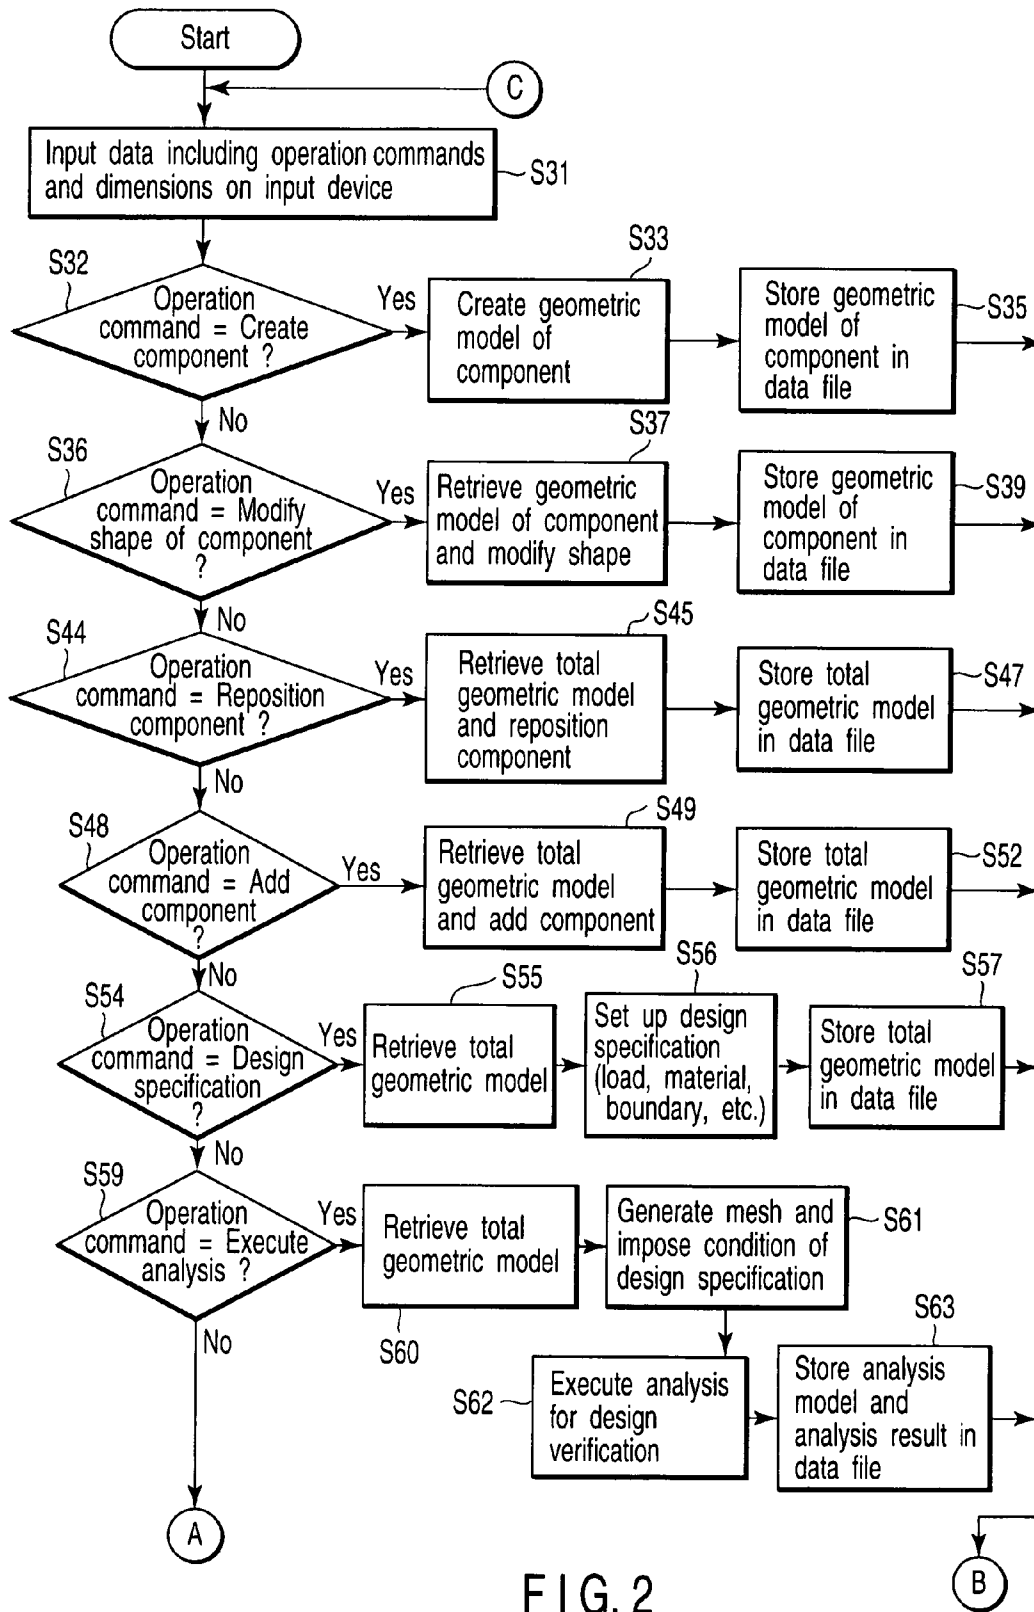 Start
C
Input data including operation commands
and dimensions on input device
S31
S32
Operation
command = Create
component ?
Yes
No
S33
Create geometric
model of
component
Store geometric
model of
component in
data file
S35
S36
Operation
command = Modify
shape of component
?
Yes
No
S37
Retrieve geometric
model of component
and modify shape
Store geometric
model of
component in
data file
S39
S44
Operation
command = Reposition
component ?
Yes
No
S45
Retrieve total
geometric model
and reposition
component
Store total
geometric model
in data file
S47
S48
Operation
command = Add
component
?
Yes
No
S49
Retrieve total
geometric model
and add component
Store total
geometric model
in data file
S52
S54
Operation
command = Design
specification
?
Yes
No
S55
Retrieve total
geometric model
S56
Set up design
specification
(load, material,
boundary, etc.)
S57
Store total
geometric model
in data file
S59
Operation
command = Execute
analysis ?
Yes
No
Retrieve total
geometric model
S60
Generate mesh and
impose condition of
design specification
S61
S62
Execute analysis
for design
verification
S63
Store analysis
model and
analysis result in
data file
A
B
FIG. 2